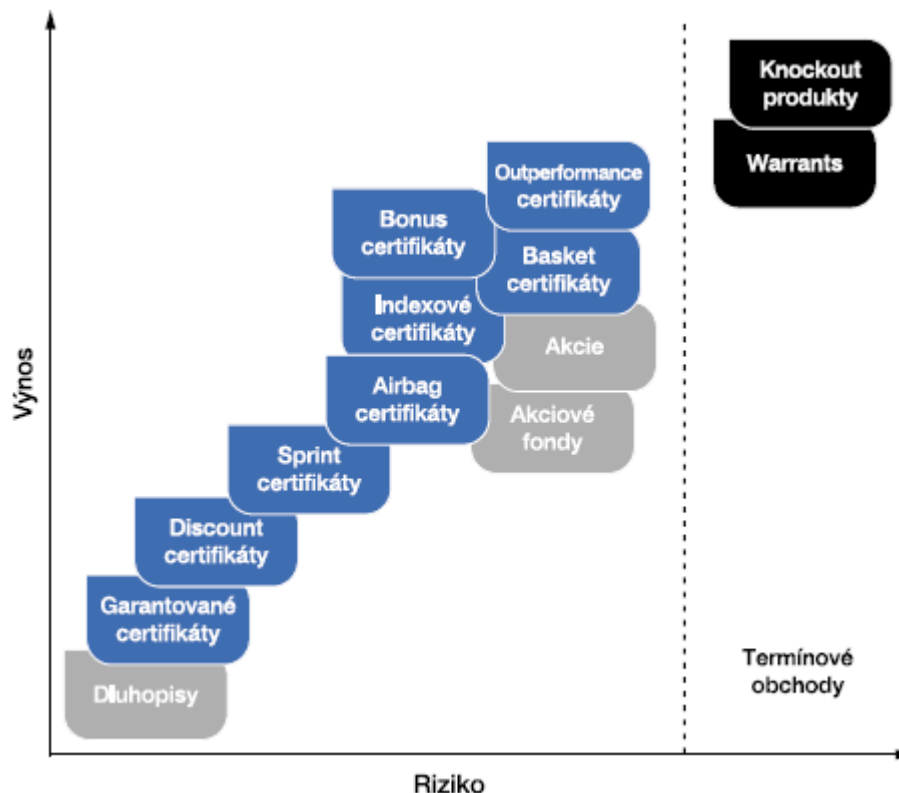 Knockout
produkty
Warrants
Outperformance
certifikáty
Bonus
certifikáty
Basket
certifikáty
Indexové
certifikáty
Akcie
Airbag
certifikáty
Akciové
fondy
Sprint
certifikáty
Discount
certifikáty
Garantované
certifikáty
Dluhopisy
Termínové
obchody
Výnos
Riziko